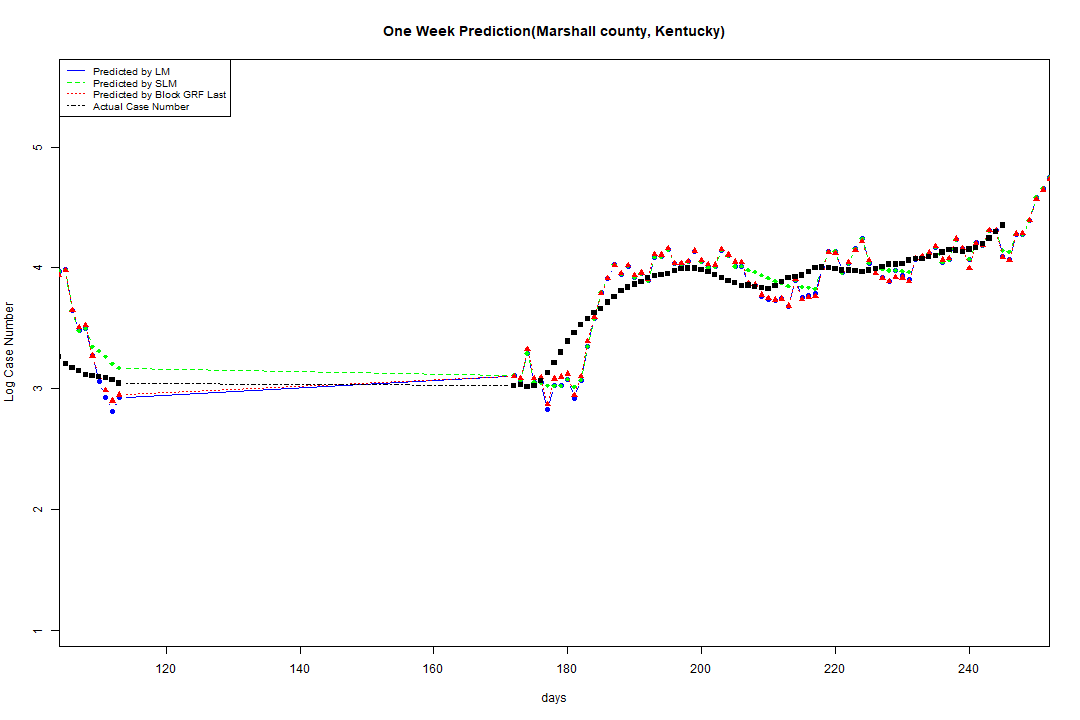 One Week Prediction(Marshall county, Kentucky)
Predicted by LM
Predicted by SLM
Predicted by Block GRF Last
Actual Case Number
5
4
3
2
1
Log Case Number
120 140 160 180 200 220 240
days